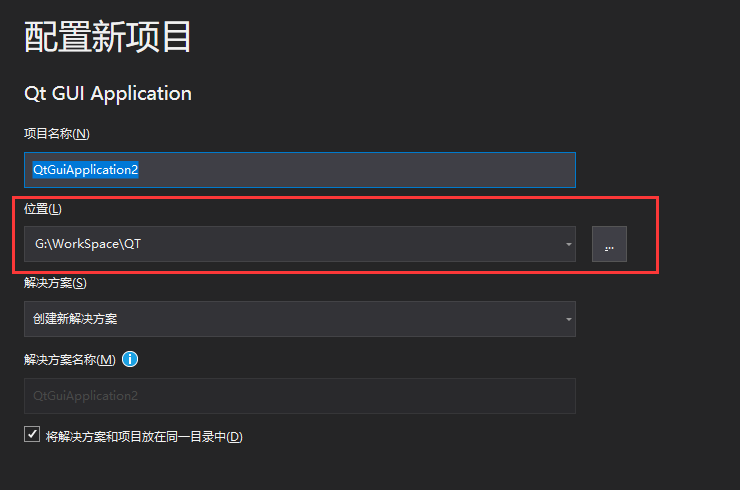 配置新项目
Qt GUI Application
项目名称(N)
QtGuiApplication2
位置(L)
G:\WorkSpace\QT
...
解决方案(S)
创建新解决方案
解决方案名称(M)
QtGuiApplication2
将解决方案和项目放在同一目录中(D)